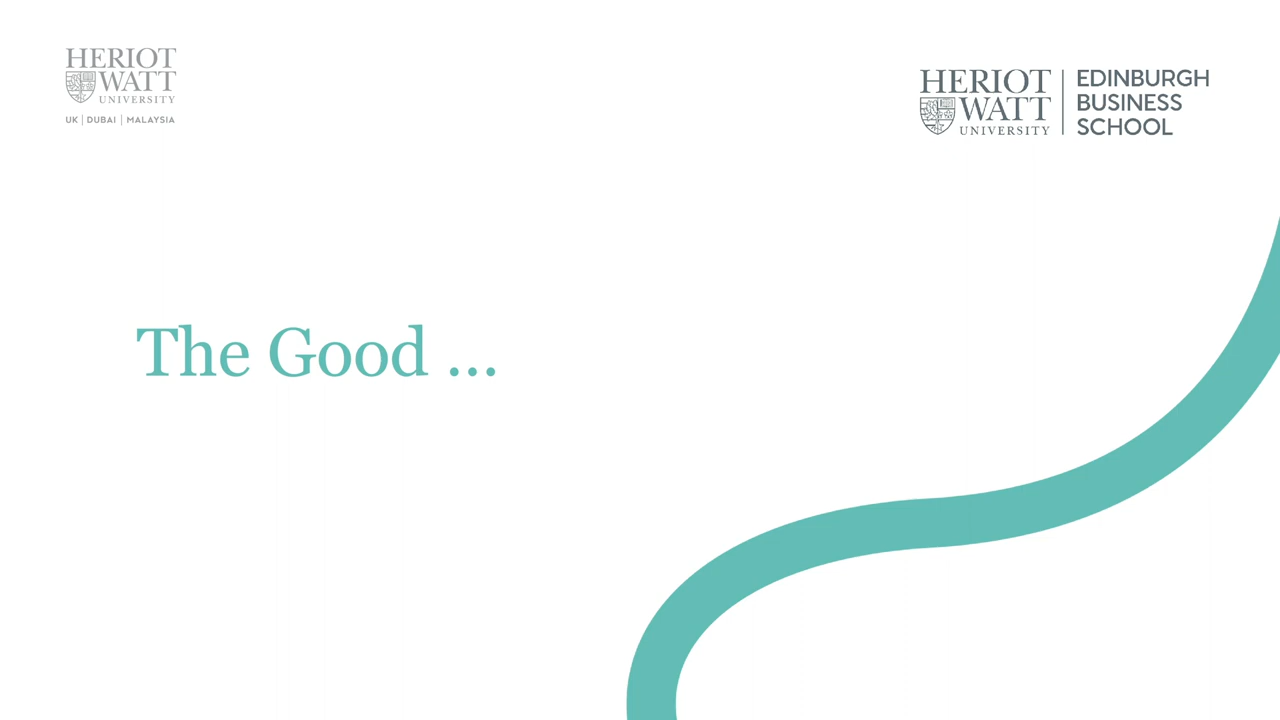 HERIOT
WATT
UNIVERSITY
UK | DUBAI | MALAYSIA
HERIOT
WATT
UNIVERSITY
EDINBURGH
BUSINESS
SCHOOL
The Good ...